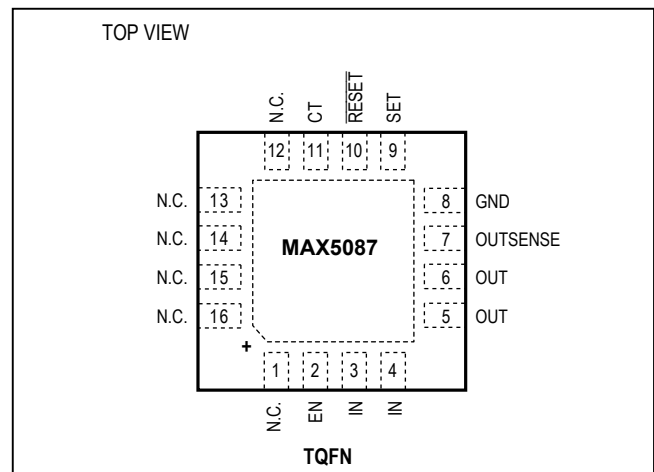 TOP VIEW
N.C. CT RESET SET
12 11 10 9
N.C. 13 8 GND
N.C. 14 MAX5087 7 OUTSENSE
N.C. 15 6 OUT
N.C. 16 5 OUT
+
1 2 3 4
N.C. EN IN IN
TQFN